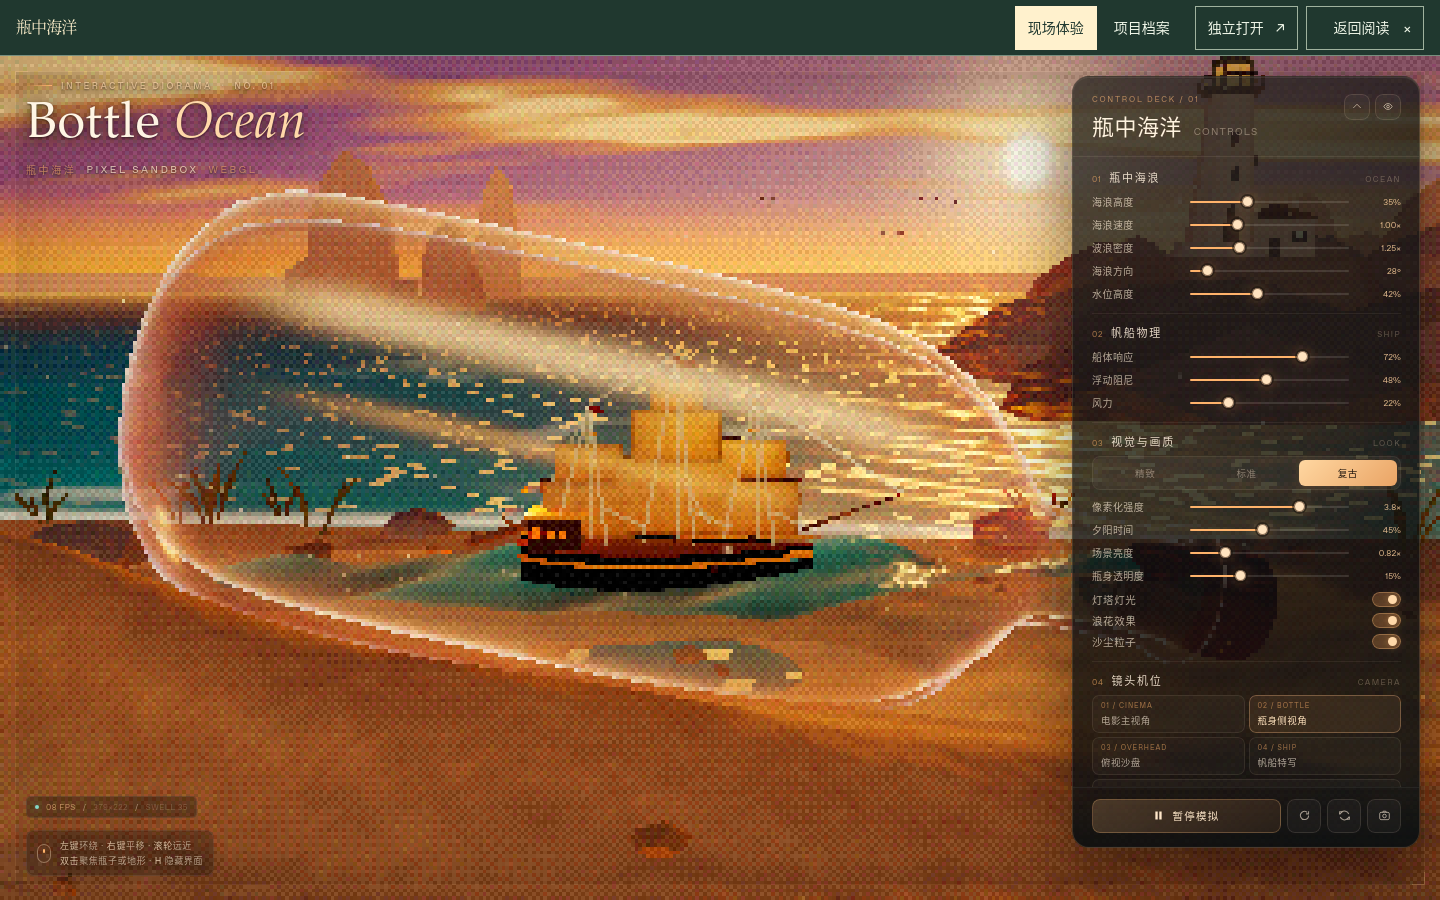 瓶中海洋
现场体验
项目档案
独立打开 ↗
返回阅读 ×
INTERACTIVE DIORAMA NO. 01
Bottle Ocean
瓶中海洋 PIXEL SANDBOX WEBGL
CONTROL DECK / 01
瓶中海洋 CONTROLS
01 瓶中海浪 OCEAN
海浪高度 35%
海浪速度 1.00×
波浪密度 1.25×
海浪方向 28°
水位高度 42%
02 帆船物理 SHIP
船体响应 72%
浮动阻尼 48%
风力 22%
03 视觉与画质 LOOK
精致 标准 复古
像素化强度 3.8×
夕阳时间 45%
场景亮度 0.82×
瓶身透明度 15%
灯塔灯光
浪花效果
沙尘粒子
04 镜头机位 CAMERA
01 / CINEMA
电影主视角
02 / BOTTLE
瓶身侧视角
03 / OVERHEAD
俯视沙盘
04 / SHIP
帆船特写
暂停模拟
08 FPS / 373×222 / SWELL 35
左键环绕 · 右键平移 · 滚轮远近
双击聚焦瓶子或地形 · H 隐藏界面